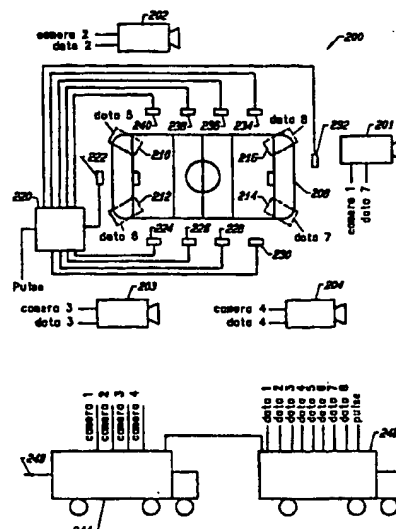 202
camera 2
data 2
200
240
238
236
234
232
201
data 5
data 8
222
210
216
208
220
212
214
camera 1
data 7
data 6
data 7
224
226
228
230
Pulse
camera 3
data 3
203
camera 4
data 4
204
camera 1
camera 2
camera 3
camera 4
data 1
data 2
data 3
data 4
data 5
data 6
data 7
data 8
pulse
244